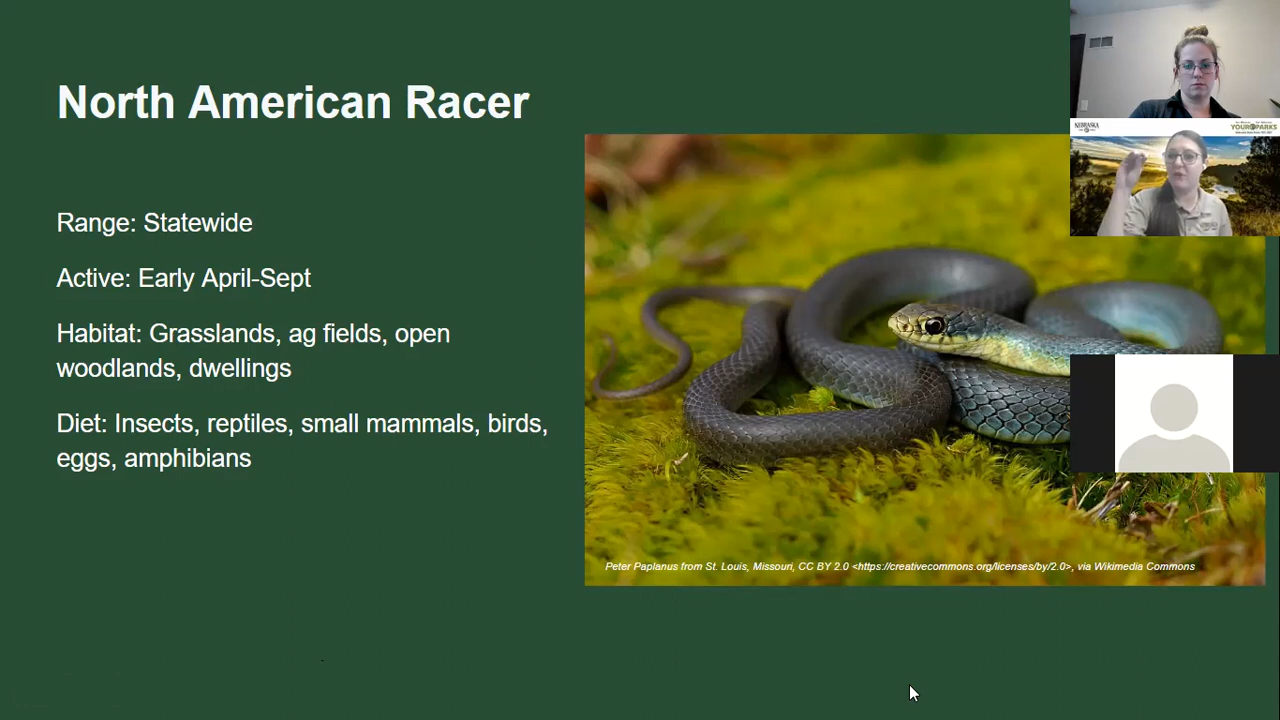 North American Racer
Range: Statewide
Active: Early April-Sept
Habitat: Grasslands, ag fields, open
woodlands, dwellings
Diet: Insects, reptiles, small mammals, birds,
eggs, amphibians
Peter Paplanus from St. Louis, Missouri, CC BY 2.0 <https://creativecommons.org/licenses/by/2.0>, via Wikimedia Commons
NEBRASKA